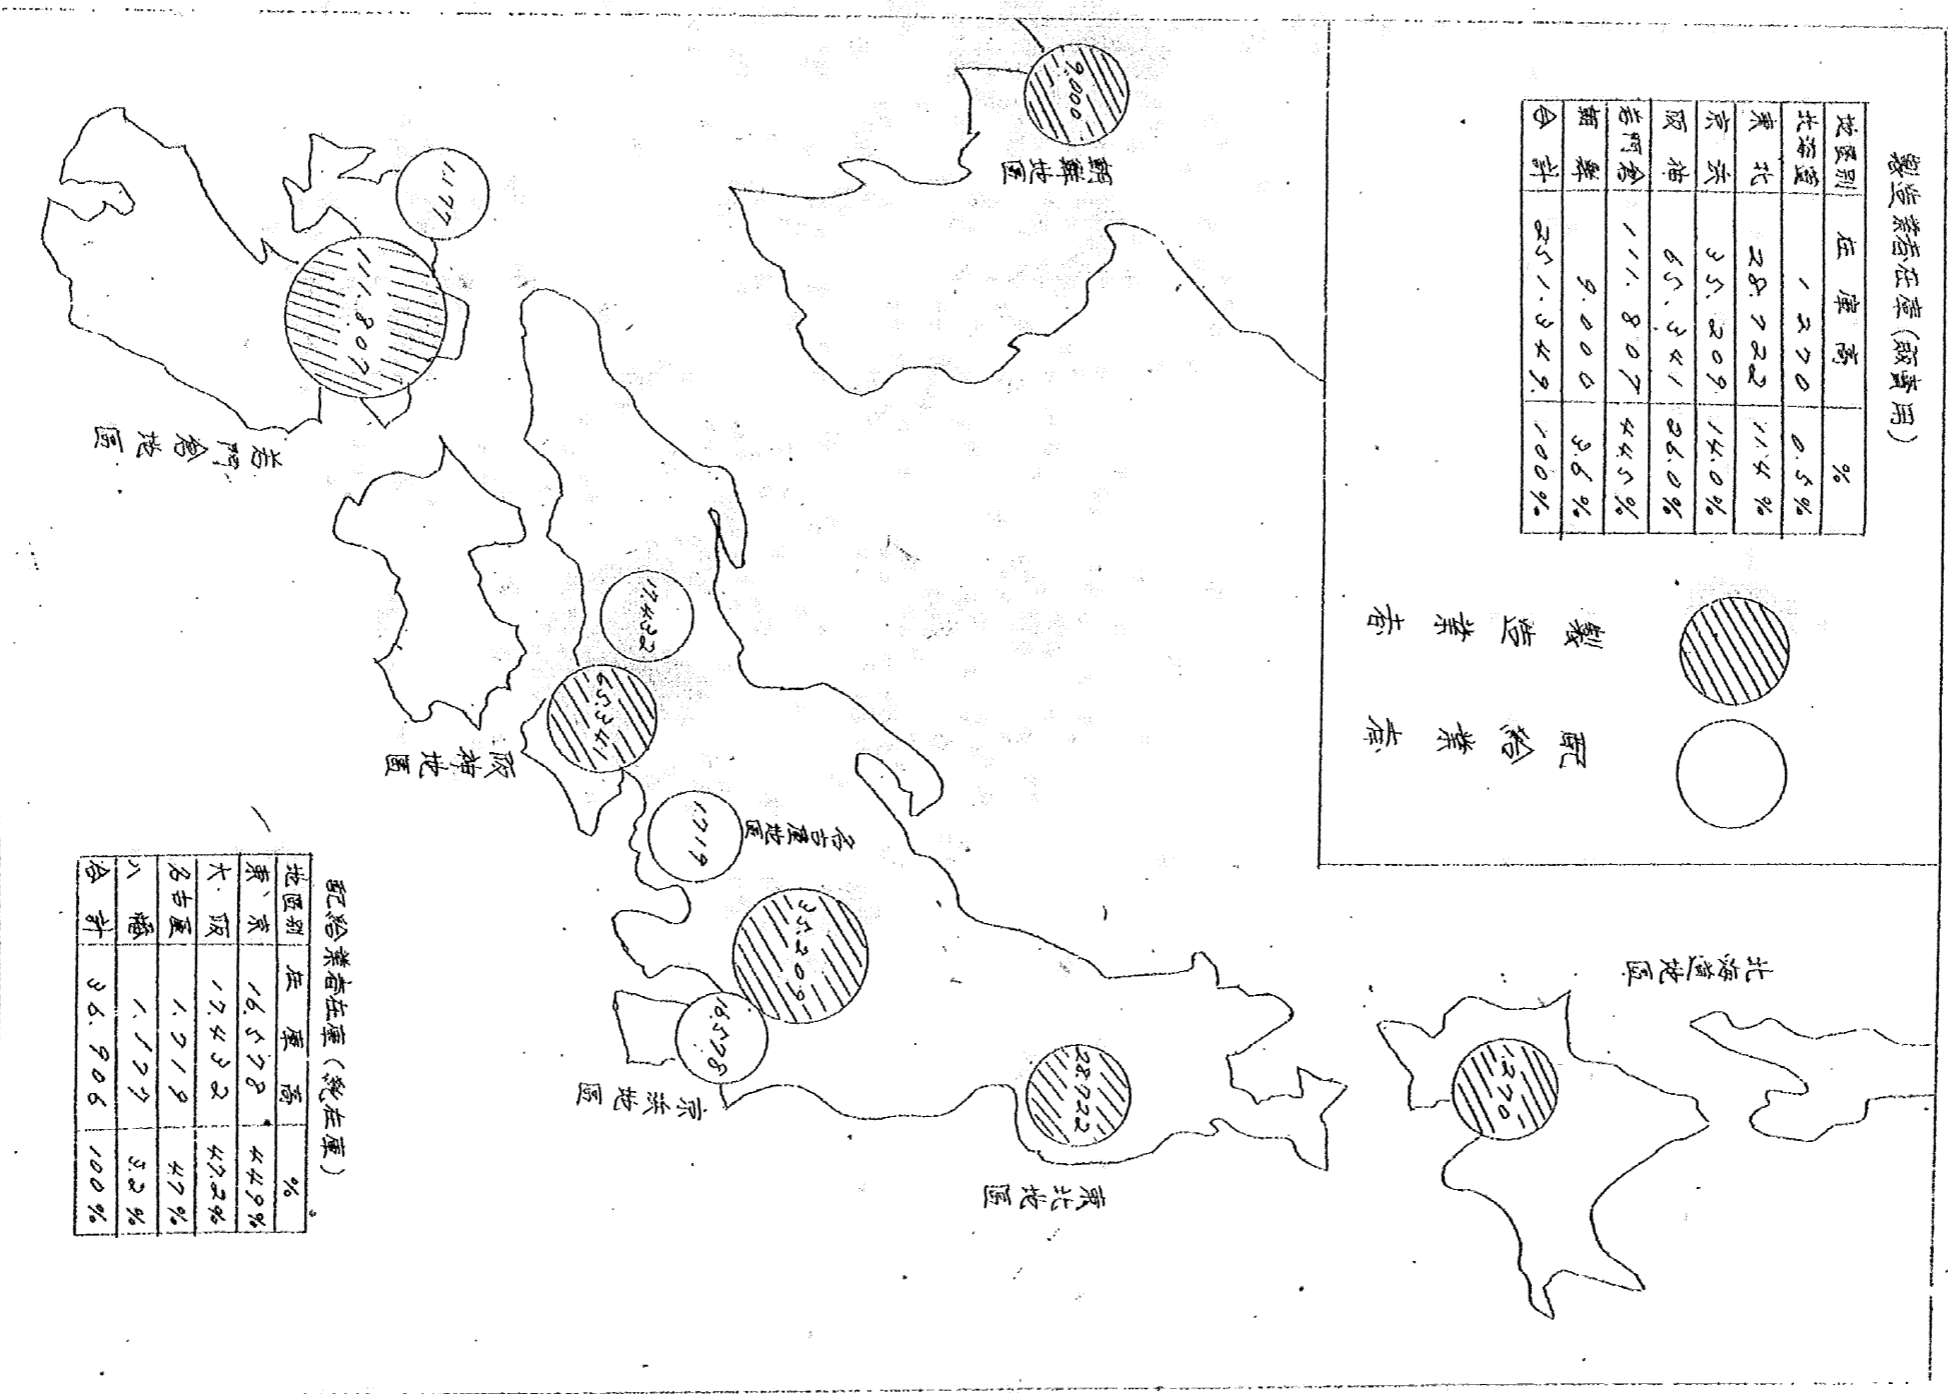 製造業者在庫(販賣用)
地区別 在庫高 %
北海道 1.270 0.5%
東北 28.722 11.4%
京浜 35.209 14.0%
阪神 65.341 26.0%
若門倉 111.807 44.5%
朝鮮 9.000 3.6%
合計 251.349. 100%
製造業者
配給業者
9.000
朝鮮地区
1.177
111.807
若門倉地区
17.432
65.341
阪神地区
1.719
名古屋地区
35.209
16.578
京浜地区
28.722
東北地区
1.270
北海道地区
配給業者在庫(純在庫)
地区別 在庫高 %
東京 16.578 44.9%
大阪 17.432 47.2%
名古屋 1.719 4.7%
八幡 1.177 3.2%
合計 36.906 100%